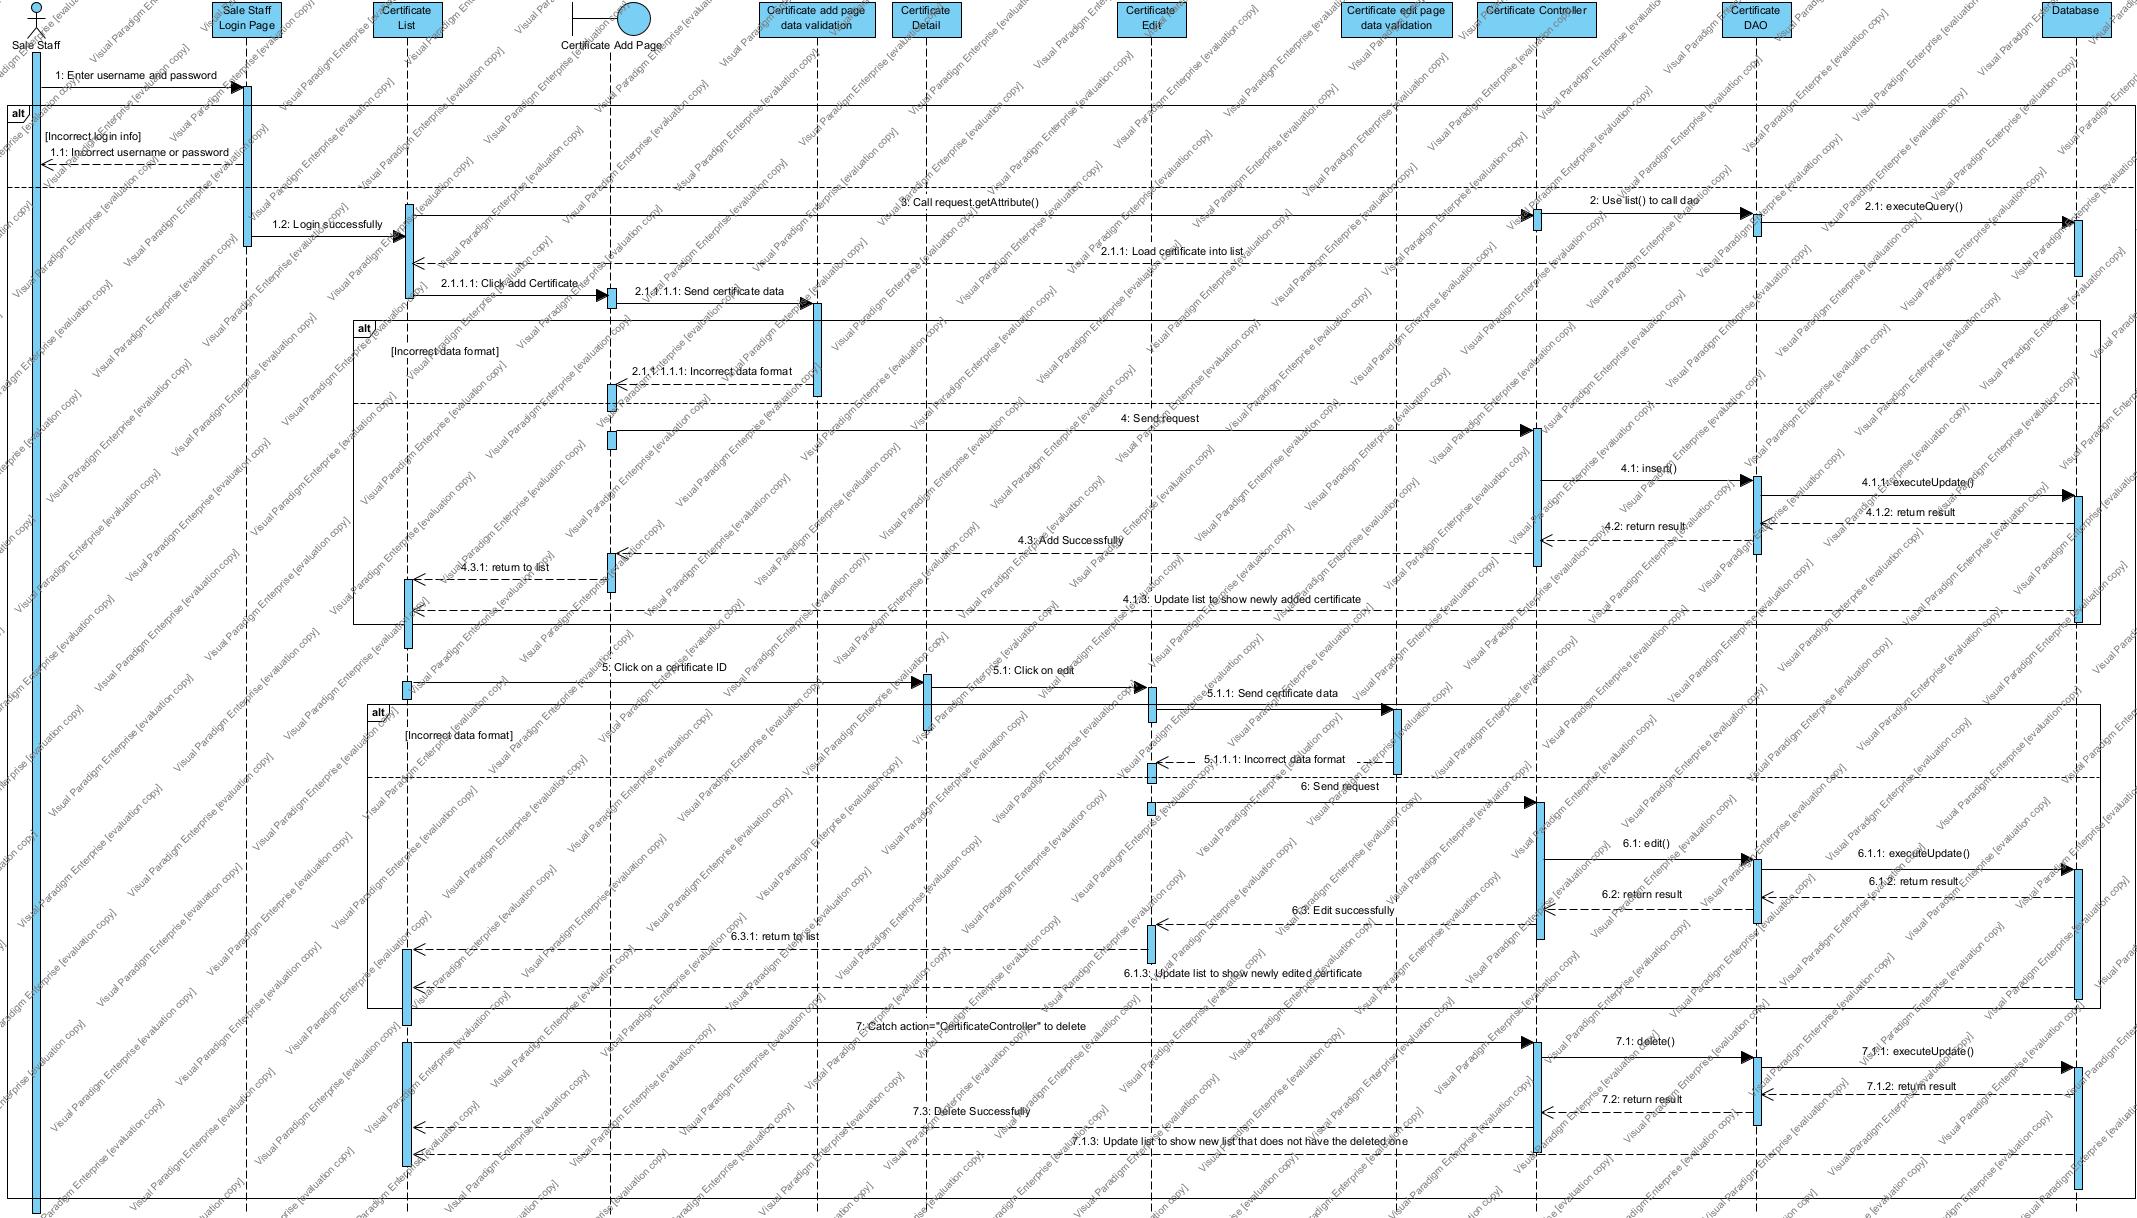 Sale Staff
Sale Staff
Login Page
Certificate
List
Certificate Add Page
Certificate add page
data validation
Certificate
Detail
Certificate
Edit
Certificate edit page
data validation
Certificate Controller
Certificate
DAO
Database
1: Enter username and password
alt
[Incorrect login info]
1.1: Incorrect username or password
3: Call request.getAttribute()
2: Use list() to call dao
2.1: executeQuery()
1.2: Login successfully
2.1.1: Load certificate into list
2.1.1.1: Click add Certificate
2.1.1.1.1: Send certificate data
alt
[Incorrect data format]
2.1.1.1.1.1: Incorrect data format
4: Send request
4.1: insert()
4.1.1: executeUpdate()
4.1.2: return result
4.2: return result
4.3: Add Successfully
4.3.1: return to list
4.1.3: Update list to show newly added certificate
5: Click on a certificate ID
5.1: Click on edit
5.1.1: Send certificate data
alt
[Incorrect data format]
5.1.1.1: Incorrect data format
6: Send request
6.1: edit()
6.1.1: executeUpdate()
6.1.2: return result
6.2: return result
6.3: Edit successfully
6.3.1: return to list
6.1.3: Update list to show newly edited certificate
7: Catch action="CertificateController" to delete
7.1: delete()
7.1.1: executeUpdate()
7.1.2: return result
7.2: return result
7.3: Delete Successfully
7.1.3: Update list to show new list that does not have the deleted one
Visual Paradigm Enterprise [evaluation copy]